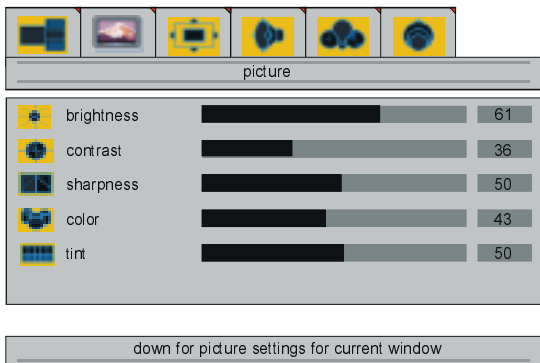 picture
brightness 61
contrast 36
sharpness 50
color 43
tint 50
down for picture settings for current window